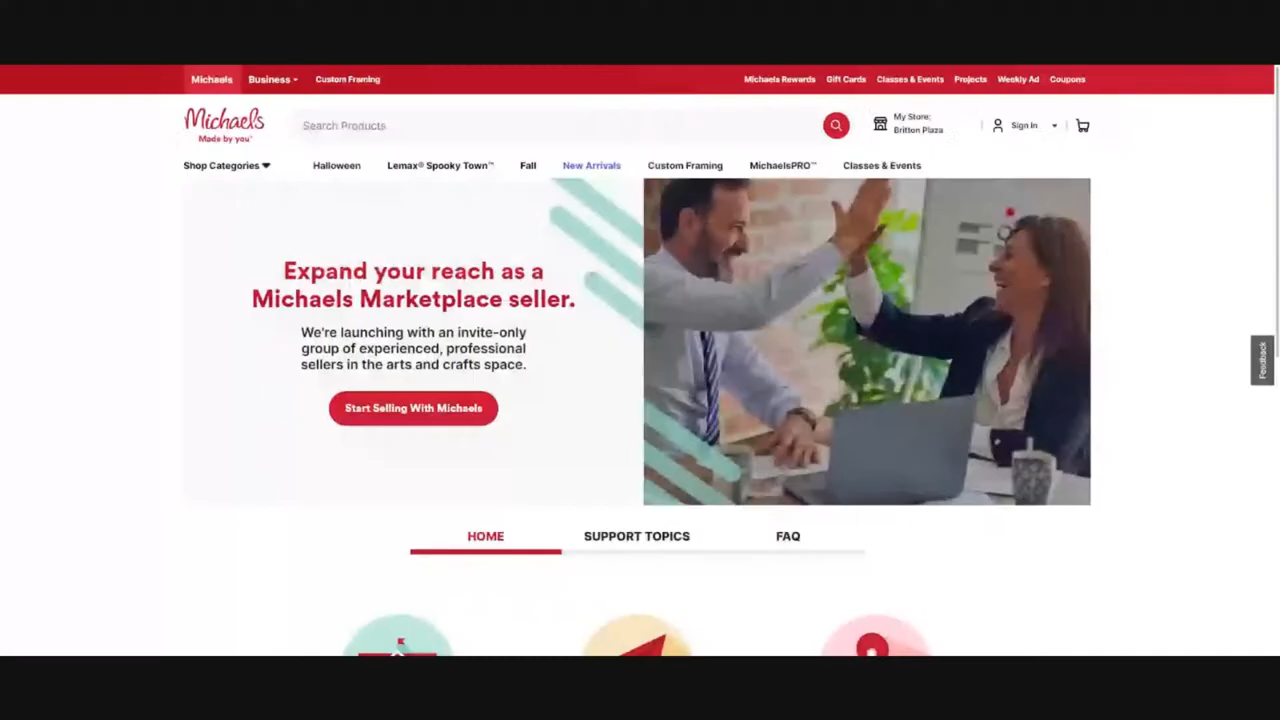 Michaels Business Custom Framing Michaels Rewards Gift Cards Classes & Events Projects Weekly Ad Coupons
Michaels
Made by you™
Search Products
My Store:
Britton Plaza
Sign In
Shop Categories Halloween Lemax® Spooky Town™ Fall New Arrivals Custom Framing MichaelsPRO™ Classes & Events
Expand your reach as a
Michaels Marketplace seller.
We're launching with an invite-only
group of experienced, professional
sellers in the arts and crafts space.
Start Selling With Michaels
Feedback
HOME SUPPORT TOPICS FAQ